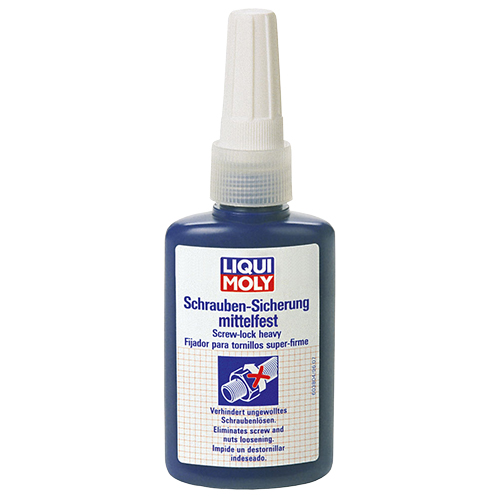 LIQUI
MOLY
Schrauben-Sicherung
mittelfest
Screw-lock heavy
Fijador para tornillos super-firme
Verhindert ungewolltes
Schraubenlösen.
Eliminates screw and
nuts loosening.
Impide un destornillar
indeseado.